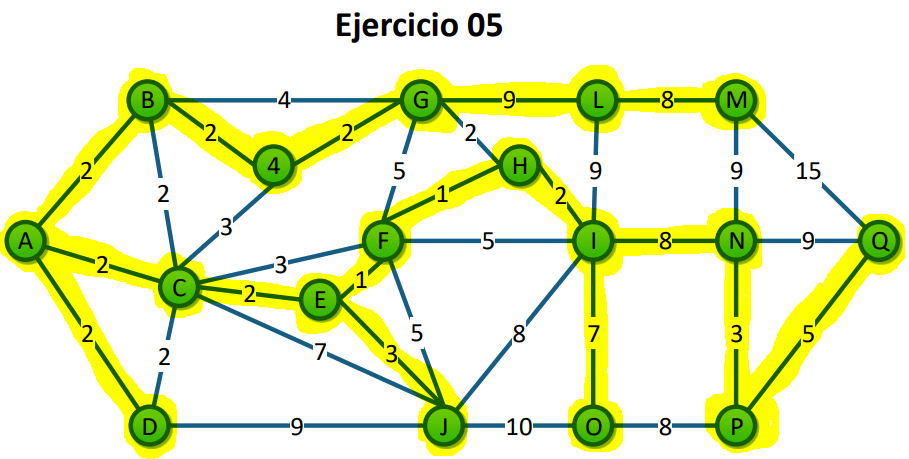 Ejercicio 05
B 4 G 9 L 8 M
2 2 2 2
4 H
2 5 1 9 9 15
3 2
A F 5 I 8 N 9 Q
2 3
C 2 E 1
2 2 7 5 3 8 7 3 5
D 9 J 10 O 8 P